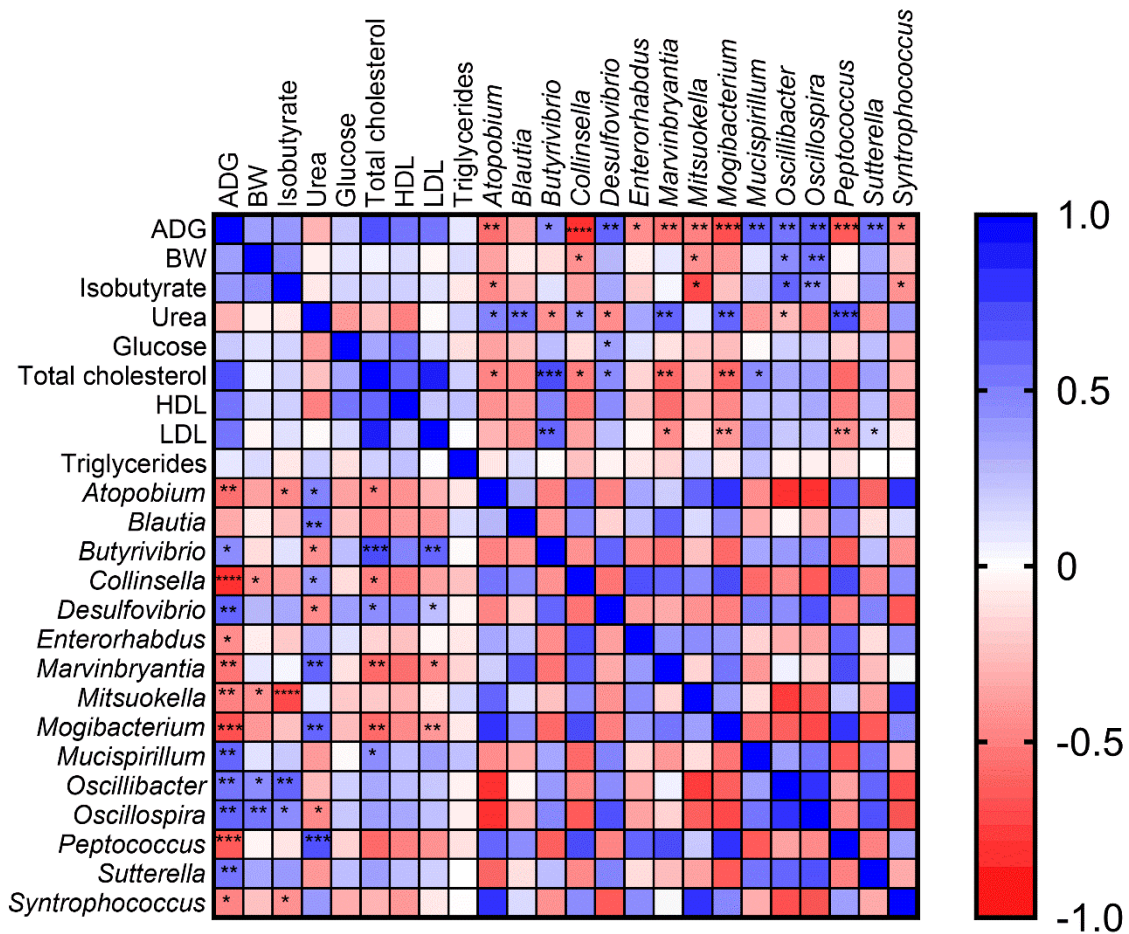 ADG
BW
Isobutyrate
Urea
Glucose
Total cholesterol
HDL
LDL
Triglycerides
Atopobium
Blautia
Butyrivibrio
Collinsella
Desulfovibrio
Enterorhabdus
Marvinbryantia
Mitsuokella
Mogibacterium
Mucispirillum
Oscillibacter
Oscillospira
Peptococcus
Sutterella
Syntrophococcus
ADG ** * **** ** * ** ** *** ** ** ** *** ** *
BW * * * **
Isobutyrate * * * ** *
Urea * ** * * * ** ** * ***
Glucose *
Total cholesterol * *** * * ** ** *
HDL
LDL ** * ** ** *
Triglycerides
Atopobium ** * * *
Blautia **
Butyrivibrio * * *** **
Collinsella **** * * *
Desulfovibrio ** * * *
Enterorhabdus *
Marvinbryantia ** ** ** *
Mitsuokella ** * ****
Mogibacterium *** ** ** **
Mucispirillum ** *
Oscillibacter ** * **
Oscillospira ** ** * *
Peptococcus *** ***
Sutterella **
Syntrophococcus * *
1.0
0.5
0
-0.5
-1.0